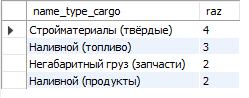 name_type_cargo raz
Стройматериалы (твёрдые) 4
Наливной (топливо) 3
Негабаритный груз (запчасти) 2
Наливной (продукты) 2